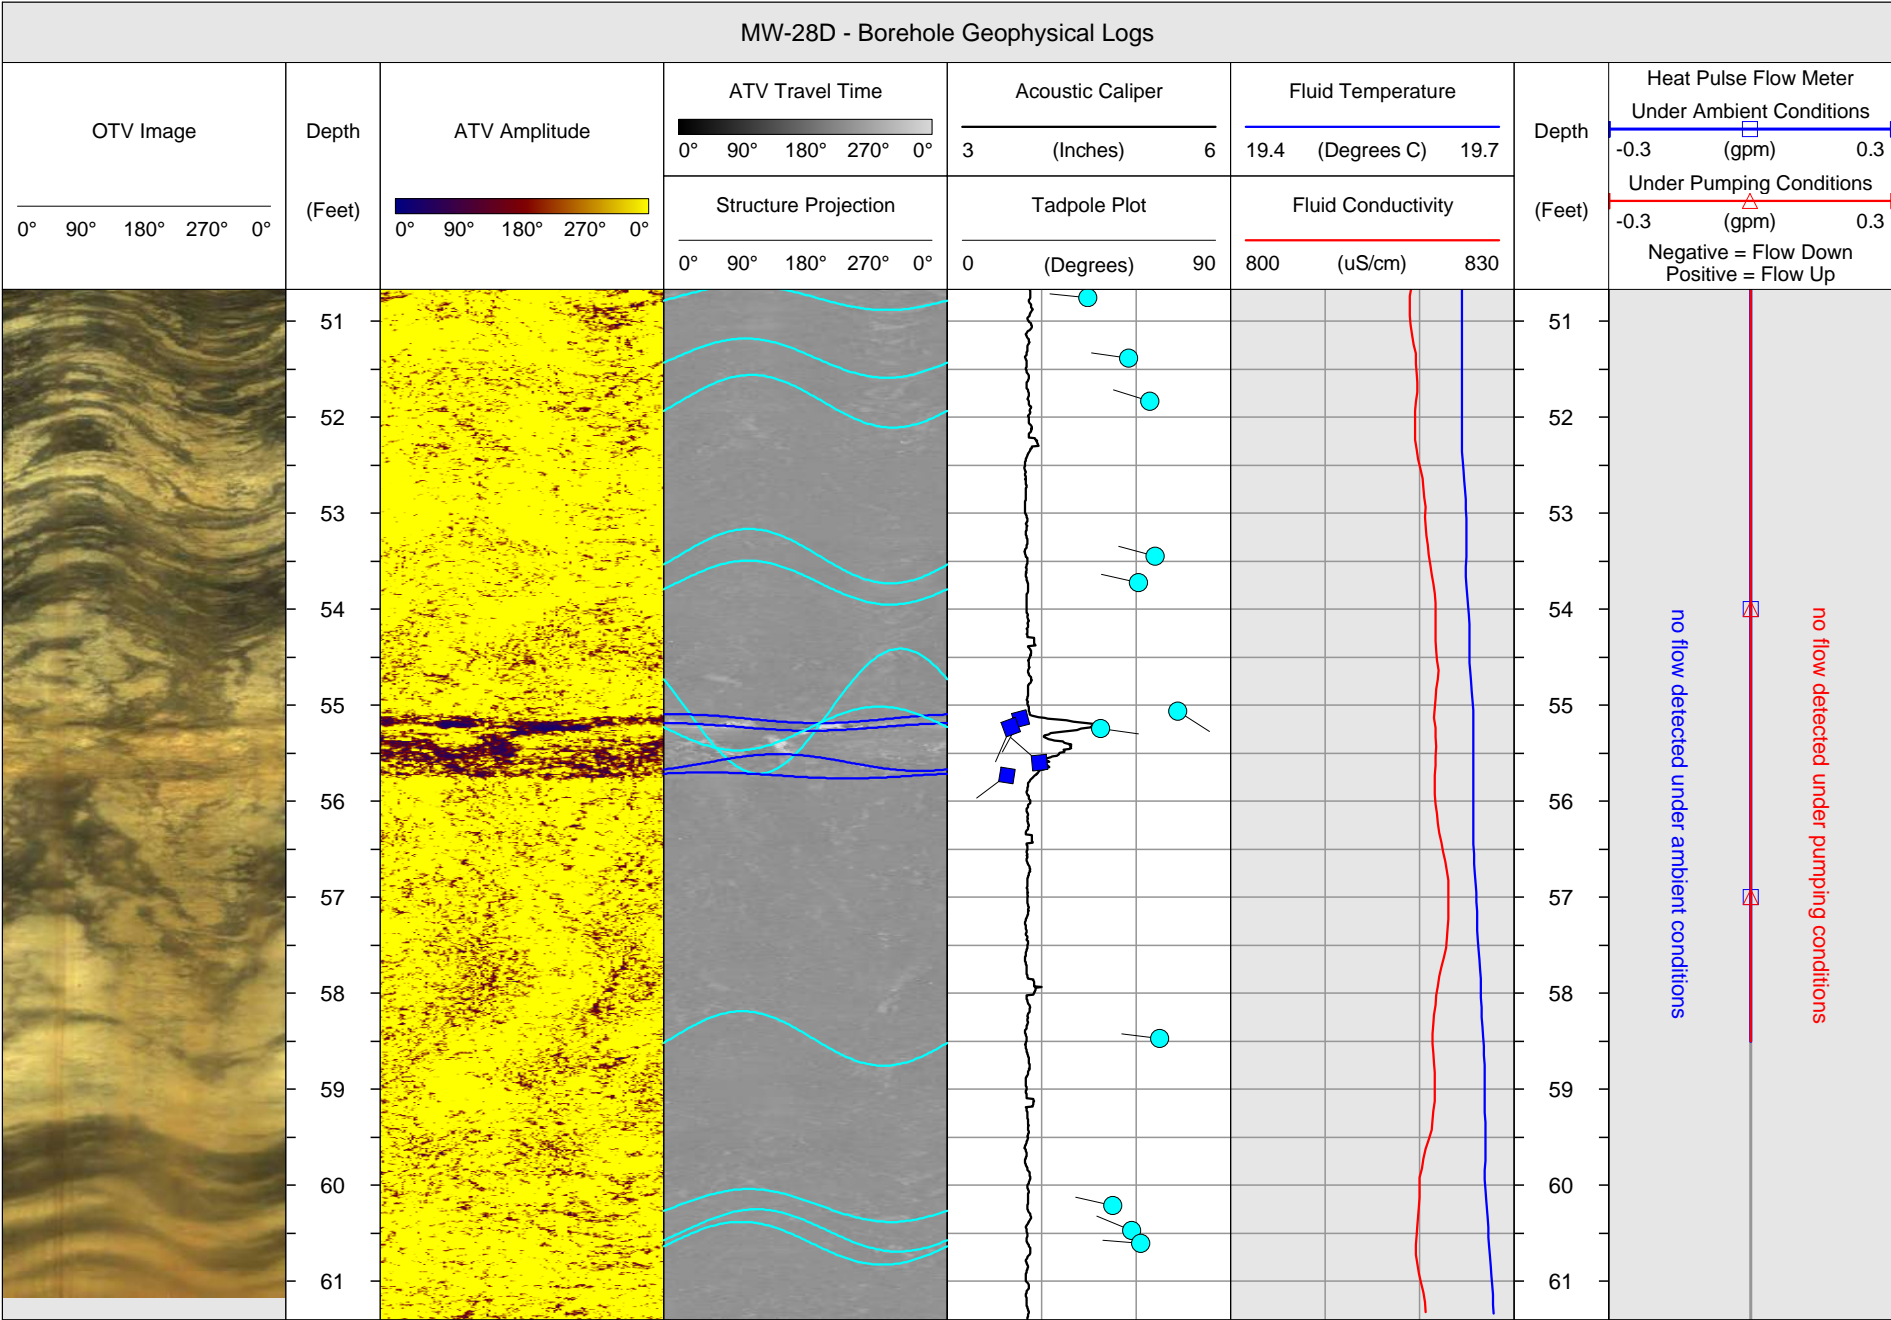 MW-28D - Borehole Geophysical Logs
OTV Image
0° 90° 180° 270° 0°
Depth
(Feet)
ATV Amplitude
0° 90° 180° 270° 0°
ATV Travel Time
0° 90° 180° 270° 0°
Structure Projection
0° 90° 180° 270° 0°
Acoustic Caliper
3 (Inches) 6
Tadpole Plot
0 (Degrees) 90
Fluid Temperature
19.4 (Degrees C) 19.7
Fluid Conductivity
800 (uS/cm) 830
Depth
(Feet)
Heat Pulse Flow Meter
Under Ambient Conditions
-0.3 (gpm) 0.3
Under Pumping Conditions
-0.3 (gpm) 0.3
Negative = Flow Down
Positive = Flow Up
51
52
53
54
55
56
57
58
59
60
61
51
52
53
54
55
56
57
58
59
60
61
no flow detected under ambient conditions
no flow detected under pumping conditions